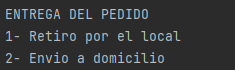 ENTREGA DEL PEDIDO
1- Retiro por el local
2- Envio a domicilio